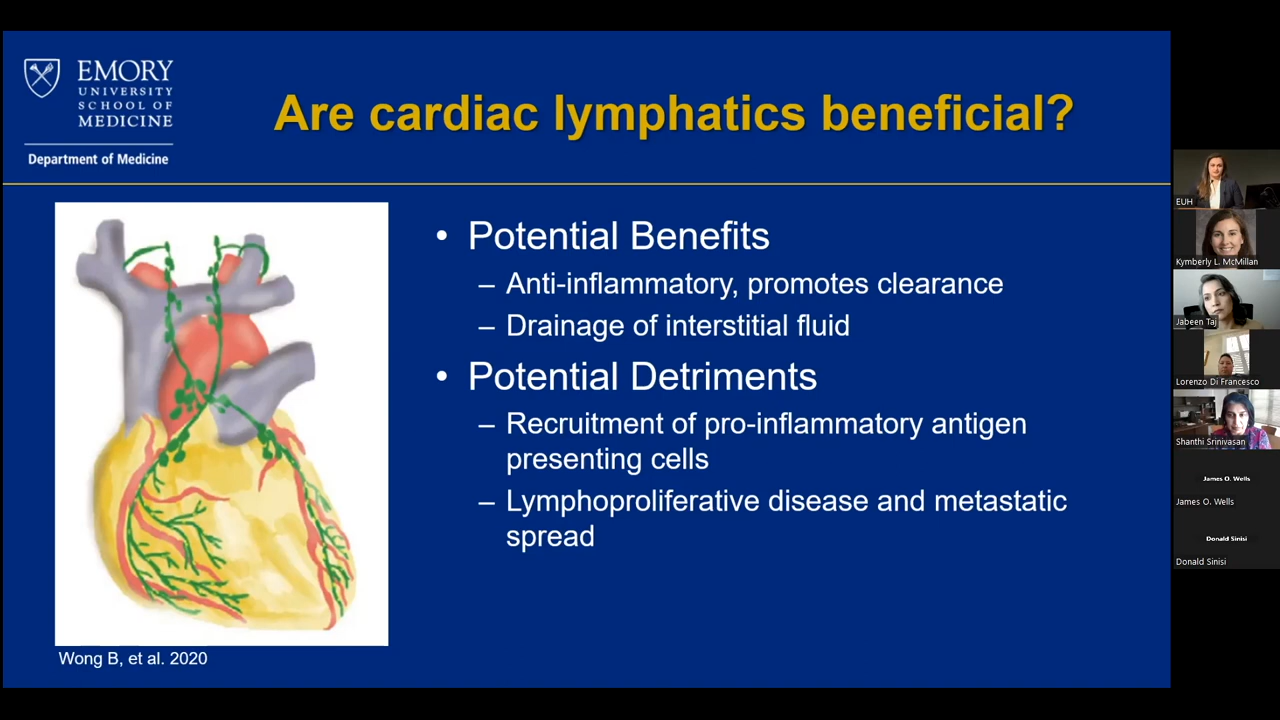 EMORY
UNIVERSITY
SCHOOL OF
MEDICINE
Department of Medicine
Are cardiac lymphatics beneficial?
• Potential Benefits
– Anti-inflammatory, promotes clearance
– Drainage of interstitial fluid
• Potential Detriments
– Recruitment of pro-inflammatory antigen
presenting cells
– Lymphoproliferative disease and metastatic
spread
Wong B, et al. 2020
EUH
Kymberly L. McMillan
Jabeen Taj
Lorenzo Di Francesco
Shanthi Srinivasan
James O. Wells
James O. Wells
Donald Sinisi
Donald Sinisi